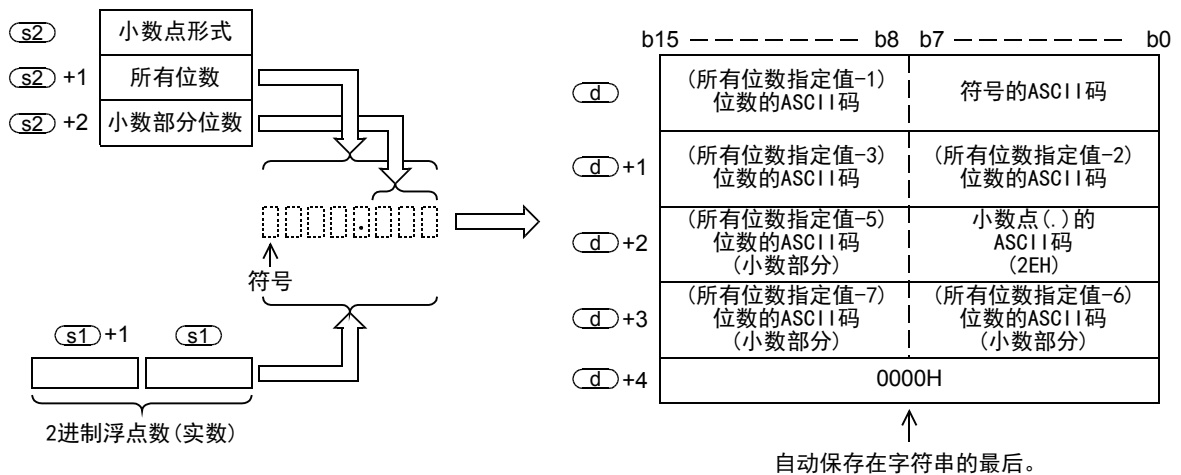 s2 小数点形式
s2 +1 所有位数
s2 +2 小数部分位数
.
符号
s1 +1 s1
2进制浮点数(实数)
b15 b8 b7 b0
d
(所有位数指定值-1)
位数的ASCII码
符号的ASCII码
d +1
(所有位数指定值-3)
位数的ASCII码
(所有位数指定值-2)
位数的ASCII码
d +2
(所有位数指定值-5)
位数的ASCII码
(小数部分)
小数点(.)的
ASCII码
(2EH)
d +3
(所有位数指定值-7)
位数的ASCII码
(小数部分)
(所有位数指定值-6)
位数的ASCII码
(小数部分)
d +4 0000H
自动保存在字符串的最后。